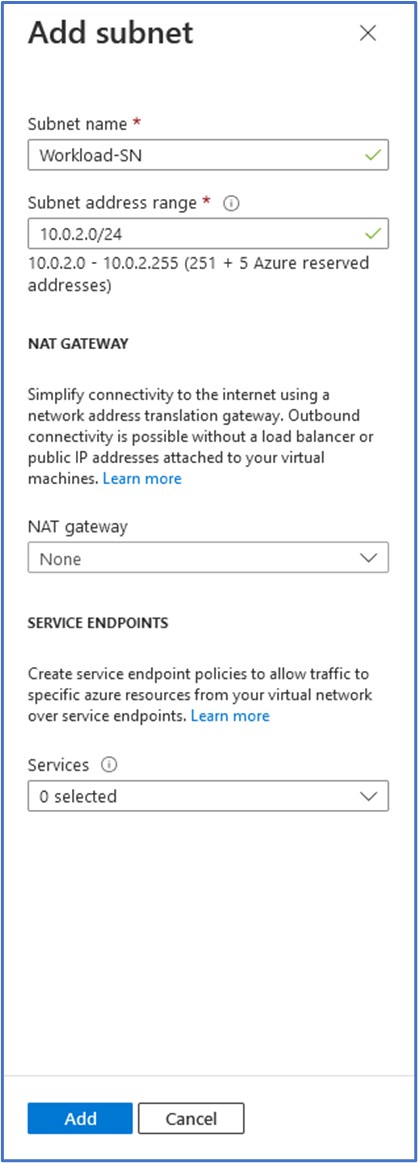 Add subnet
Subnet name *
Workload-SN
Subnet address range *
10.0.2.0/24
10.0.2.0 - 10.0.2.255 (251 + 5 Azure reserved
addresses)
NAT GATEWAY
Simplify connectivity to the internet using a
network address translation gateway. Outbound
connectivity is possible without a load balancer or
public IP addresses attached to your virtual
machines. Learn more
NAT gateway
None
SERVICE ENDPOINTS
Create service endpoint policies to allow traffic to
specific azure resources from your virtual network
over service endpoints. Learn more
Services
0 selected
Add Cancel